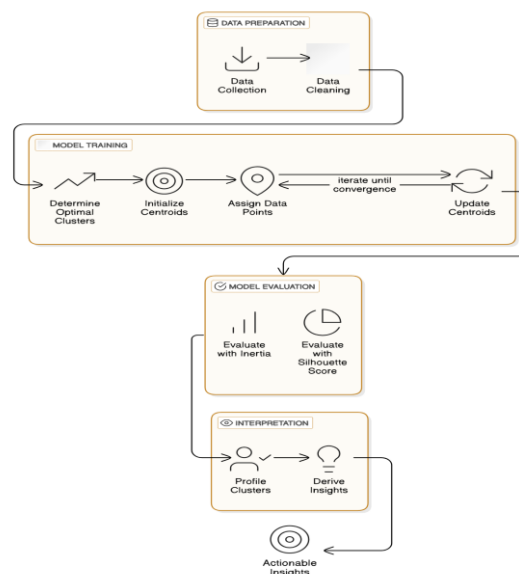 DATA PREPARATION
Data
Collection
Data
Cleaning
MODEL TRAINING
Determine
Optimal
Clusters
Initialize
Centroids
Assign Data
Points
iterate until
convergence
Update
Centroids
MODEL EVALUATION
Evaluate
with Inertia
Evaluate
with
Silhouette
Score
INTERPRETATION
Profile
Clusters
Derive
Insights
Actionable
Insights